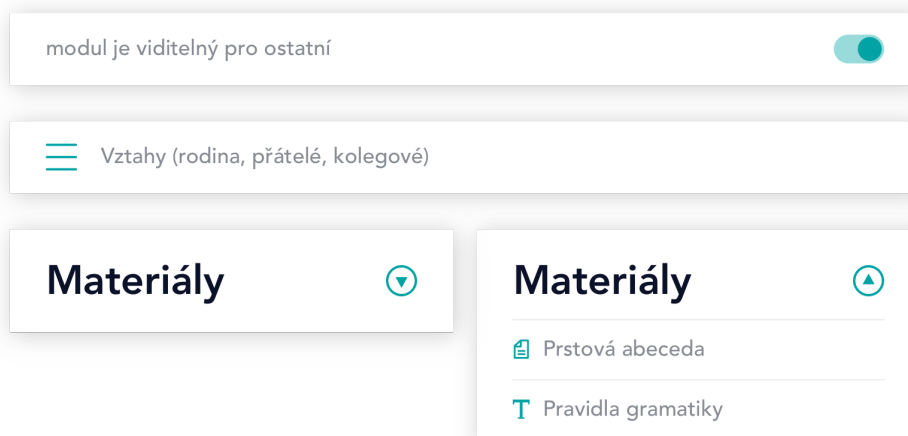 modul je viditelný pro ostatní
Vztahy (rodina, přátelé, kolegové)
Materiály
Materiály
Prstová abeceda
Pravidla gramatiky